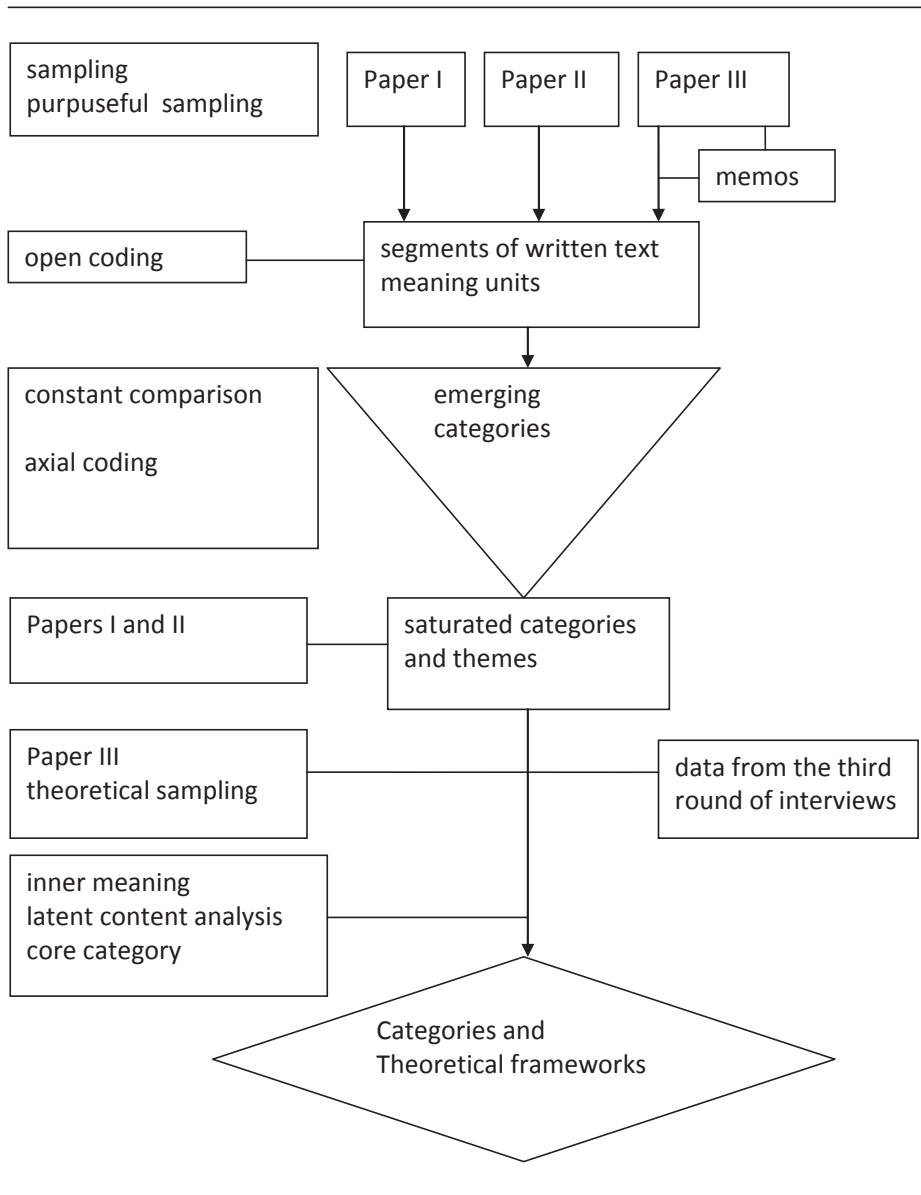 sampling
purpuseful sampling
Paper I
Paper II
Paper III
memos
open coding
segments of written text
meaning units
constant comparison
axial coding
emerging
categories
Papers I and II
saturated categories
and themes
Paper III
theoretical sampling
data from the third
round of interviews
inner meaning
latent content analysis
core category
Categories and
Theoretical frameworks